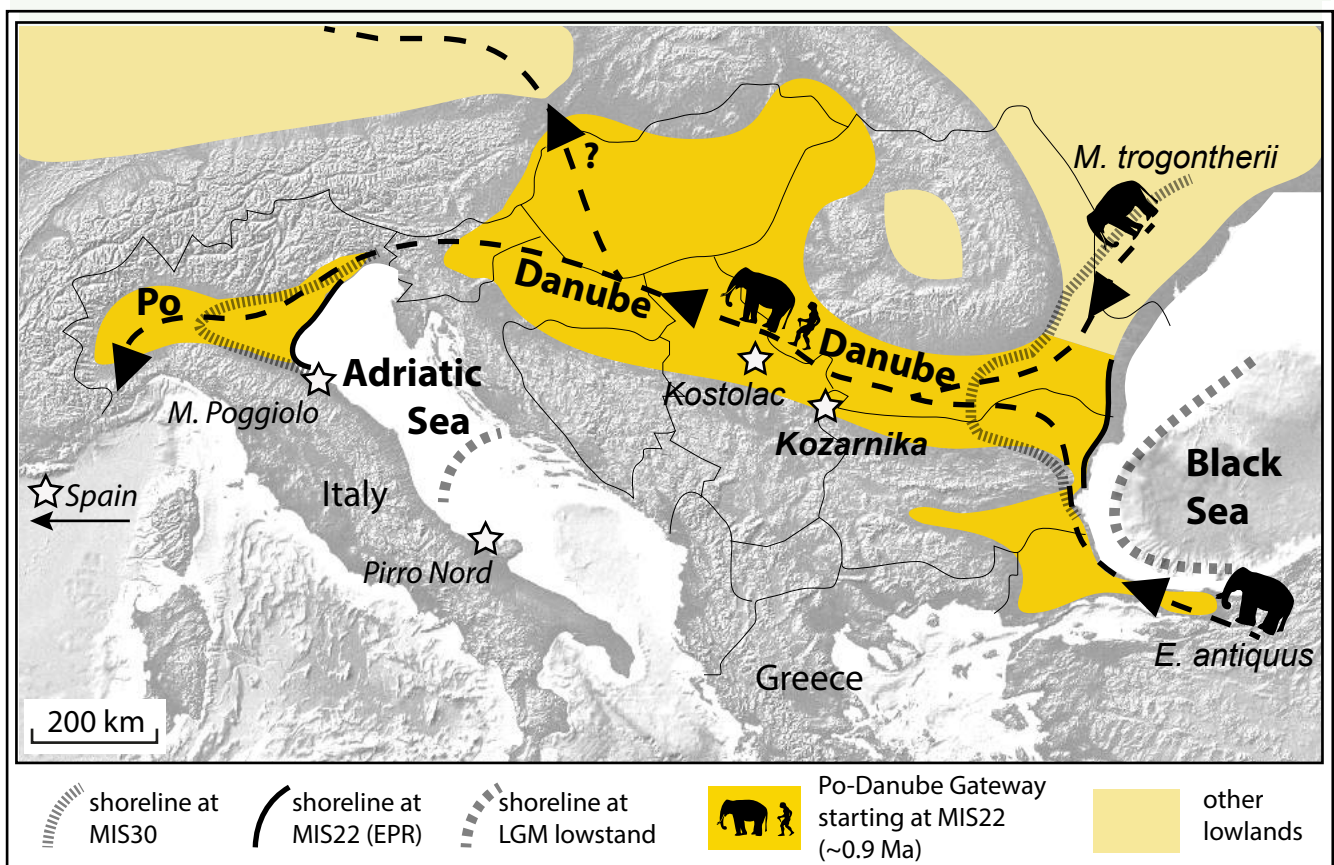 ?
M. trogontherii
Po
Danube
Danube
Adriatic
Sea
Kostolac
M. Poggiolo
Kozarnika
Black
Sea
Spain
Italy
Pirro Nord
E. antiquus
Greece
200 km
shoreline at
MIS30
shoreline at
MIS22 (EPR)
shoreline at
LGM lowstand
Po-Danube Gateway
starting at MIS22
(~0.9 Ma)
other
lowlands